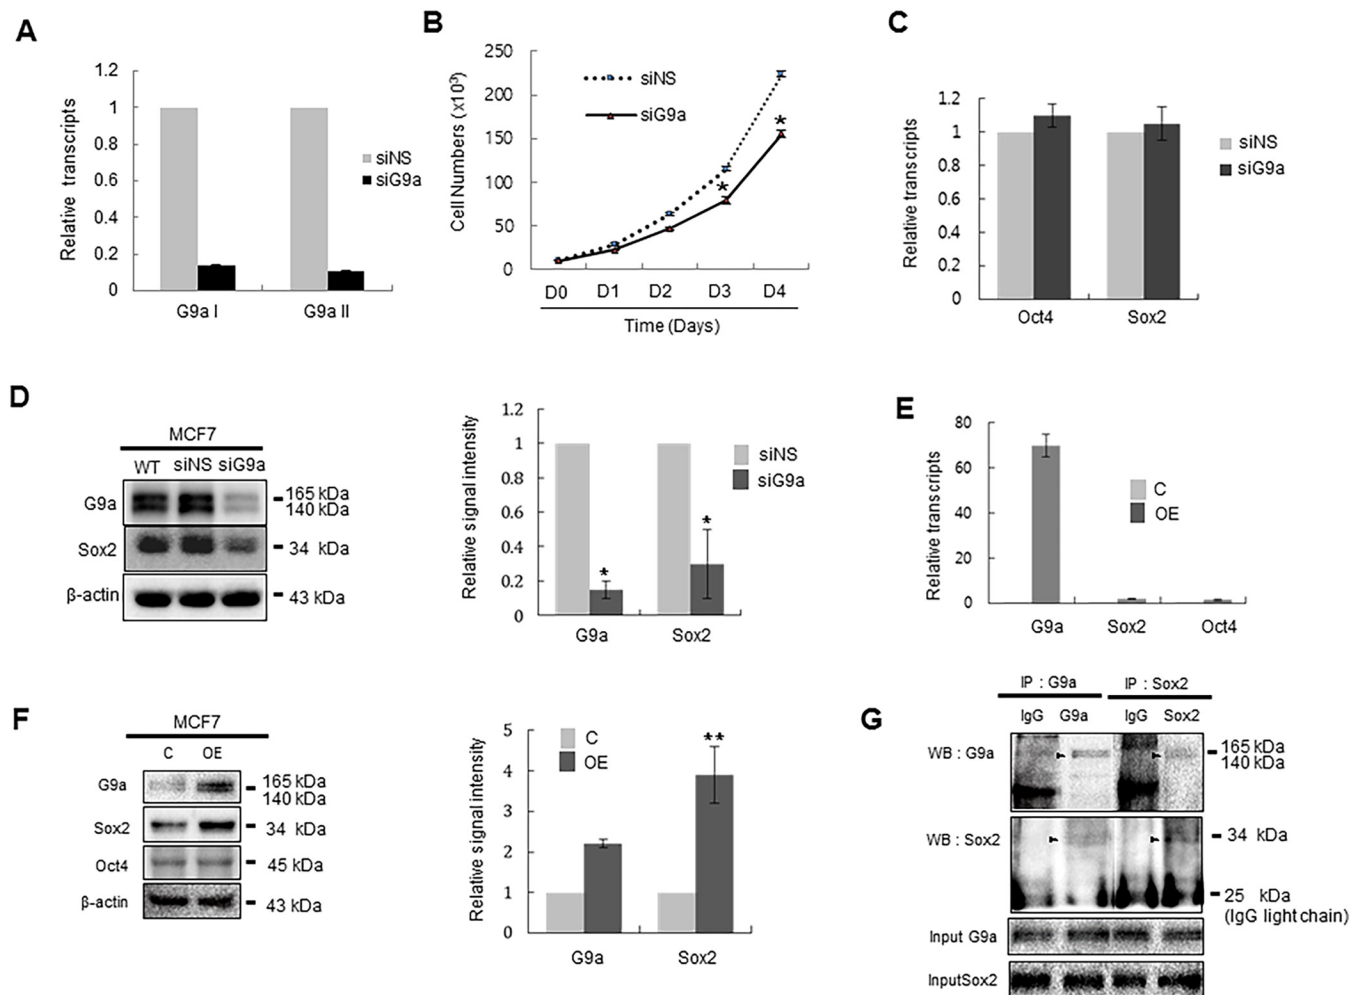 A
1.2
1
0.8
0.6
0.4
0.2
0
Relative transcripts
G9a I G9a II
siNS
siG9a
B
250
200
150
100
50
0
Cell Numbers (x10³)
siNS
siG9a
*
*
D0 D1 D2 D3 D4
Time (Days)
C
1.2
1
0.8
0.6
0.4
0.2
0
Relative transcripts
Oct4 Sox2
siNS
siG9a
D
MCF7
WT siNS siG9a
G9a
165 kDa
140 kDa
Sox2
34 kDa
β-actin
43 kDa
1.2
1
0.8
0.6
0.4
0.2
0
Relative signal intensity
*
*
G9a Sox2
siNS
siG9a
E
80
60
40
20
0
Relative transcripts
C
OE
G9a Sox2 Oct4
F
MCF7
C OE
G9a
165 kDa
140 kDa
Sox2
34 kDa
Oct4
45 kDa
β-actin
43 kDa
5
4
3
2
1
0
Relative signal intensity
C
OE
**
G9a Sox2
G
IP : G9a IP : Sox2
IgG G9a IgG Sox2
WB : G9a
165 kDa
140 kDa
WB : Sox2
34 kDa
25 kDa
(IgG light chain)
Input G9a
InputSox2